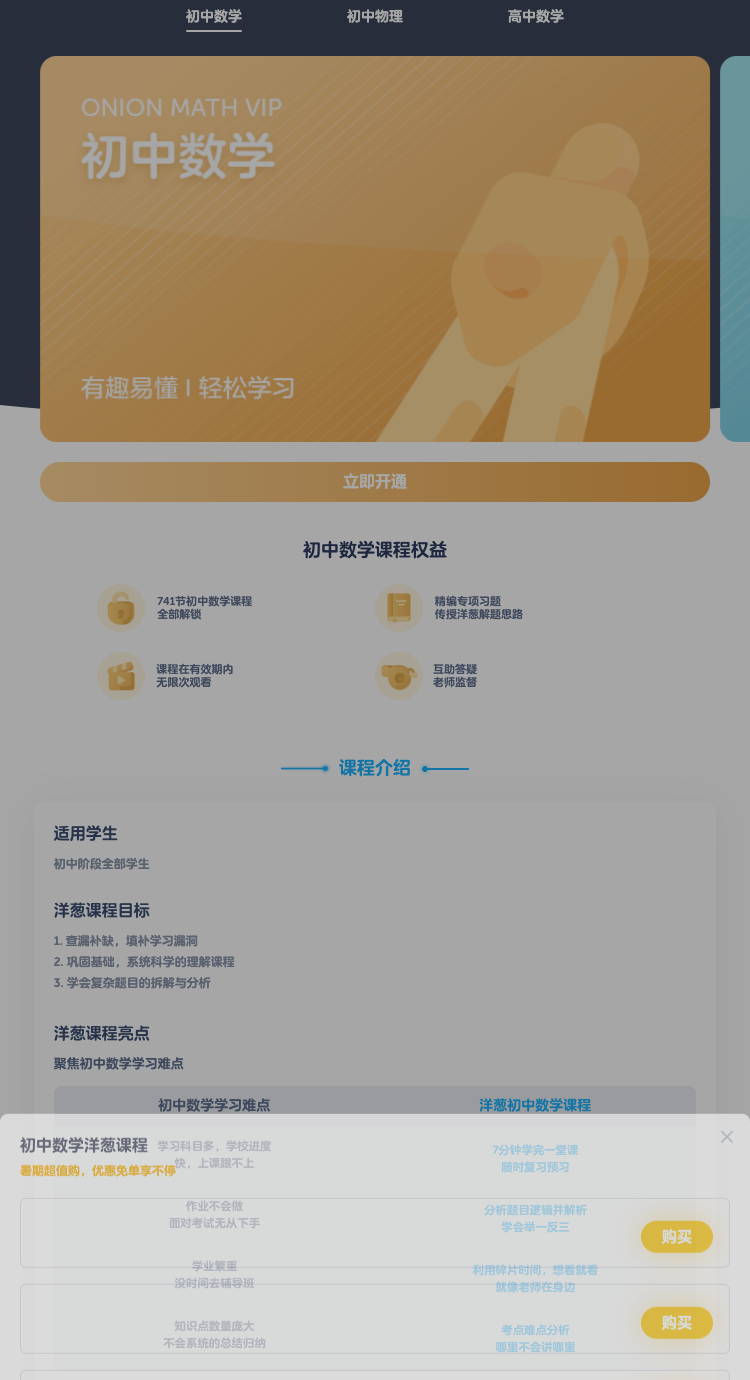 初中数学
初中物理
高中数学
ONION MATH VIP
初中数学
有趣易懂 I 轻松学习
立即开通
初中数学课程权益
741节初中数学课程
全部解锁
精编专项习题
传授洋葱解题思路
课程在有效期内
无限次观看
互助答疑
老师监督
课程介绍
适用学生
初中阶段全部学生
洋葱课程目标
1. 查漏补缺，填补学习漏洞
2. 巩固基础，系统科学的理解课程
3. 学会复杂题目的拆解与分析
洋葱课程亮点
聚焦初中数学学习难点
初中数学学习难点
洋葱初中数学课程
初中数学洋葱课程
暑期超值购，优惠免单享不停
学习科目多，学校进度
快，上课跟不上
7分钟学完一堂课
随时复习预习
作业不会做
面对考试无从下手
分析题目逻辑并解析
学会举一反三
购买
学业繁重
没时间去辅导班
利用碎片时间，想看就看
就像老师在身边
知识点数量庞大
不会系统的总结归纳
考点难点分析
哪里不会讲哪里
购买